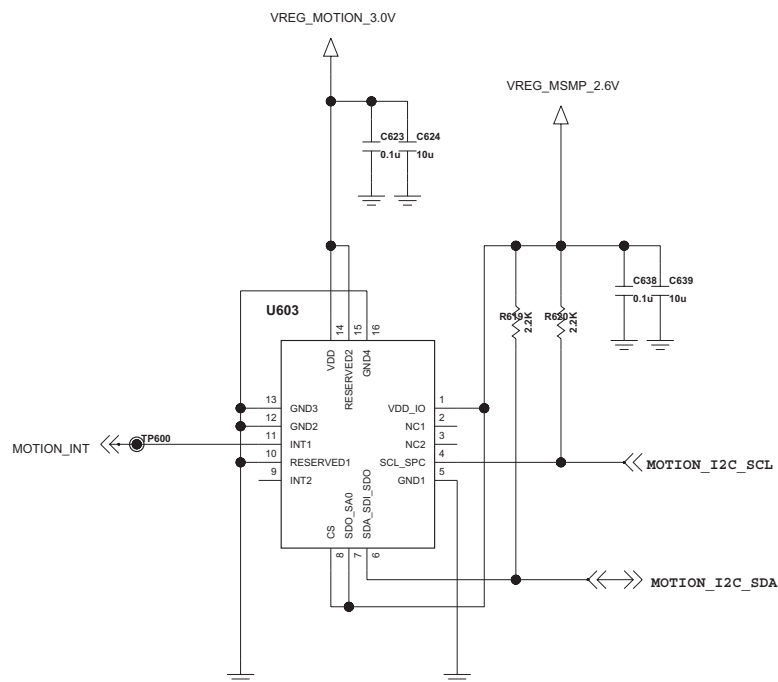 VREG_MOTION_3.0V
VREG_MSMP_2.6V
C623
C624
0.1u
10u
C638
C639
0.1u
10u
U603
R619
2.2K
R620
2.2K
14
15
16
VDD
RESERVED2
GND4
13
GND3
VDD_IO
1
12
GND2
NC1
2
MOTION_INT
TP600
11
INT1
NC2
3
10
RESERVED1
SCL_SPC
4
MOTION_I2C_SCL
9
INT2
GND1
5
CS
SDO_SA0
SDA_SDI_SDO
8
7
6
MOTION_I2C_SDA